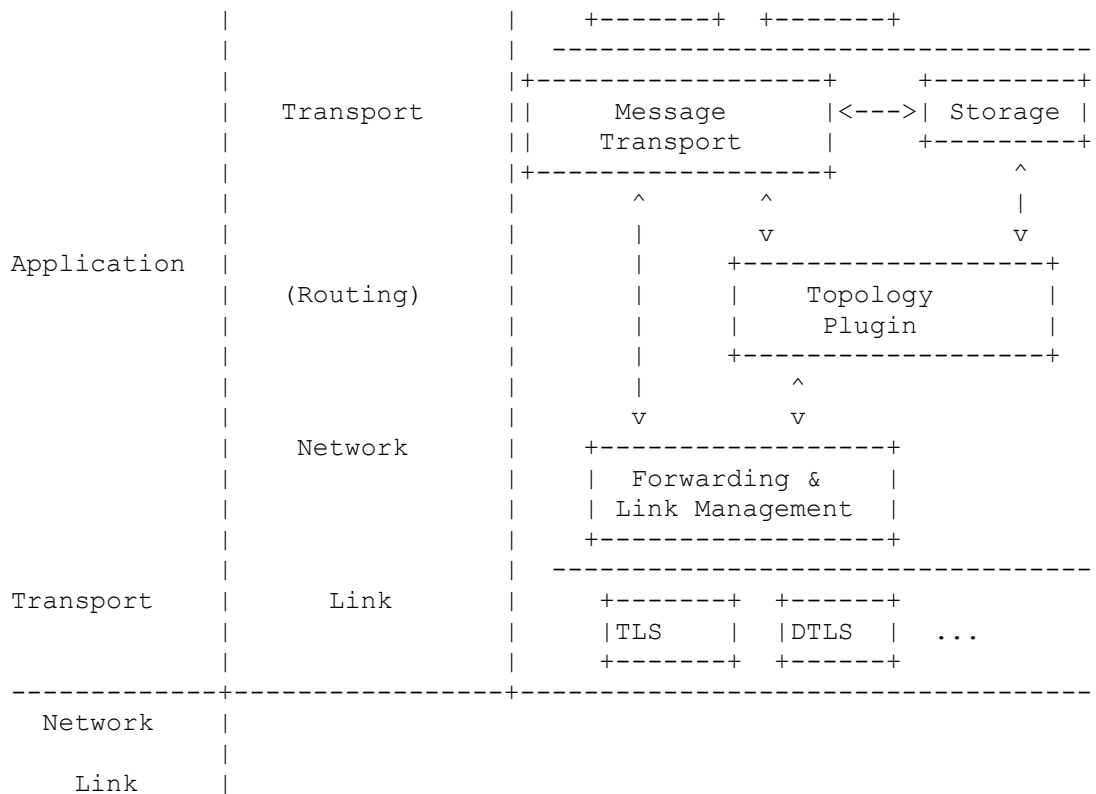 |                  |    +-------+  +-------+
              |                  |  ----------------------------------
              |                  |+------------------+     +---------+
              |   Transport      ||     Message      |<--->| Storage |
              |                  ||    Transport     |     +---------+
              |                  |+------------------+           ^
              |                  |       ^       ^               |
              |                  |       |       v               v
Application   |                  |       |     +-------------------+
              |   (Routing)      |       |     |    Topology       |
              |                  |       |     |     Plugin        |
              |                  |       |     +-------------------+
              |                  |       |         ^
              |                  |       v         v
              |    Network       |    +------------------+
              |                  |    |  Forwarding &    |
              |                  |    | Link Management  |
              |                  |    +------------------+
              |                  |  ----------------------------------
Transport     |      Link        |     +-------+  +------+
              |                  |     |TLS    |  |DTLS  |  ...
              |                  |     +-------+  +------+
--------------+------------------+------------------------------------
  Network     |
              |
    Link      |